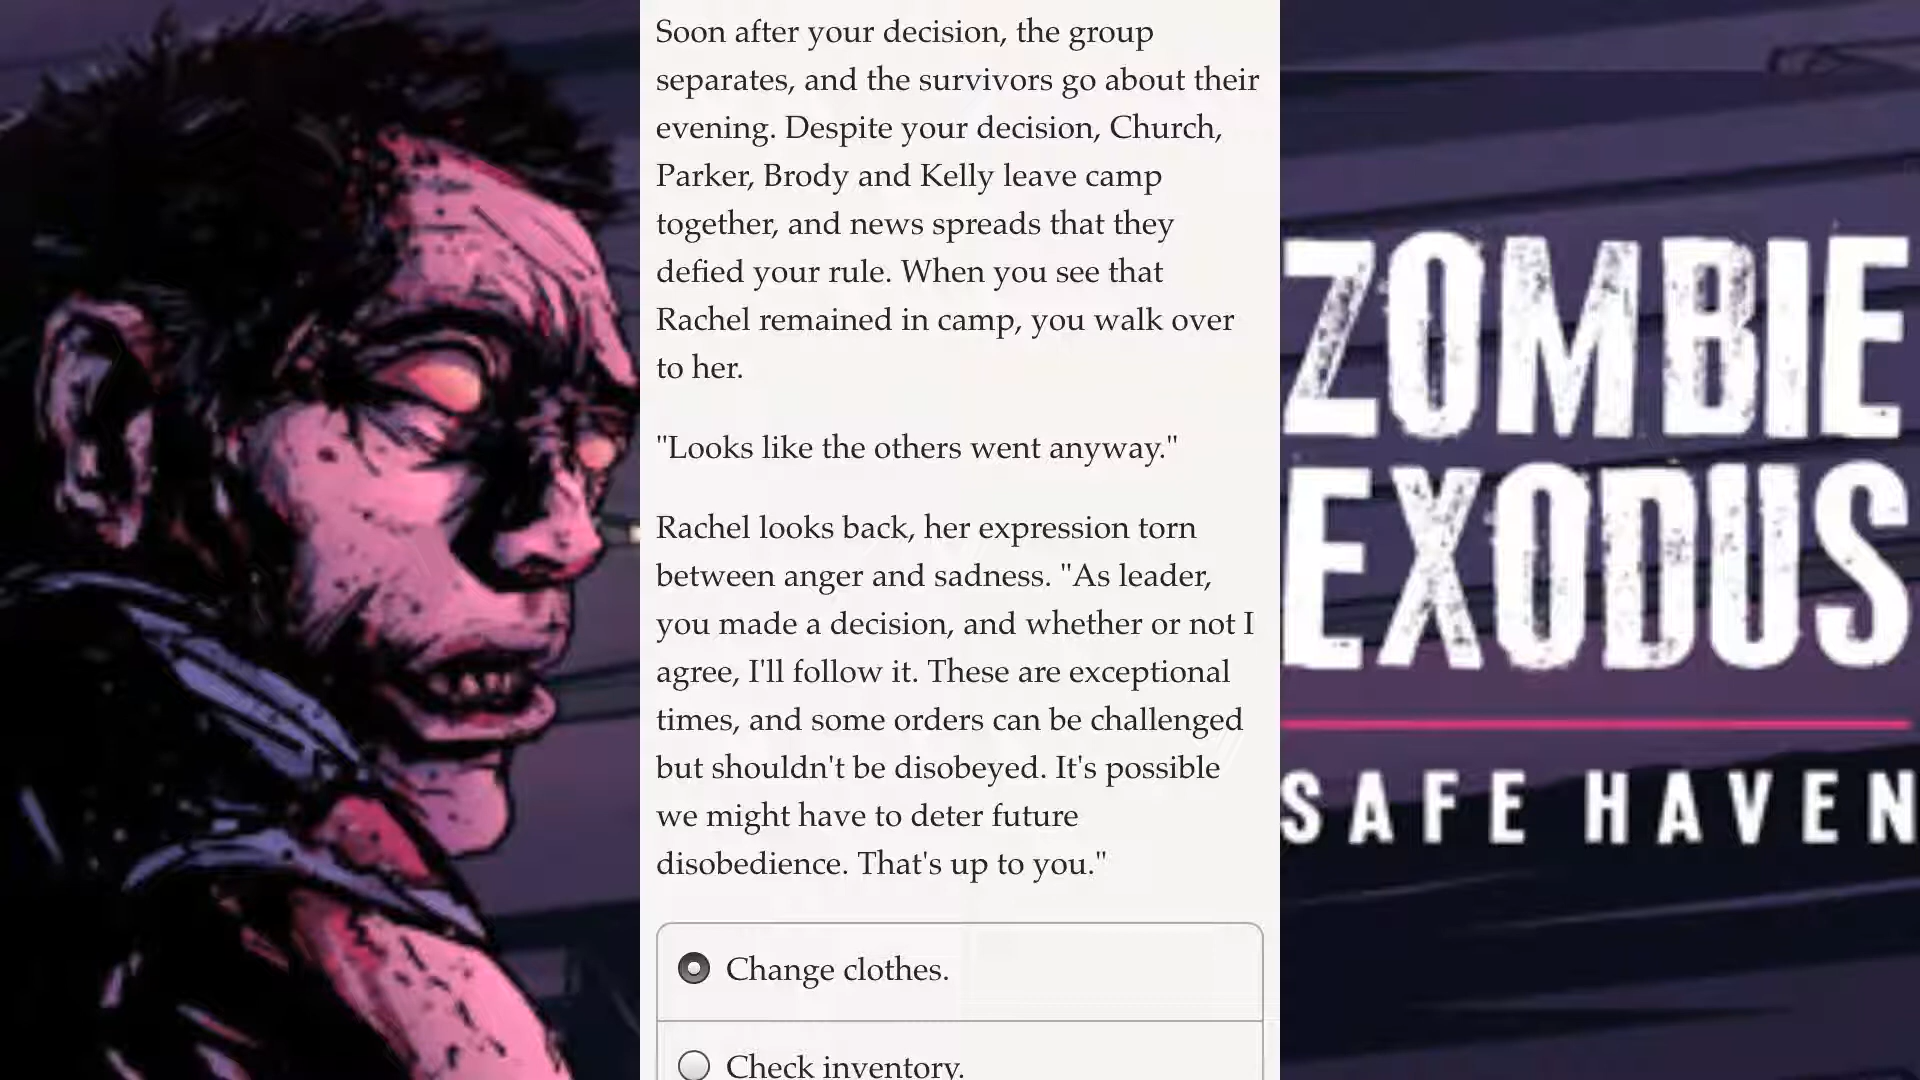 Soon after your decision, the group
separates, and the survivors go about their
evening. Despite your decision, Church,
Parker, Brody and Kelly leave camp
together, and news spreads that they
defied your rule. When you see that
Rachel remained in camp, you walk over
to her.
"Looks like the others went anyway."
Rachel looks back, her expression torn
between anger and sadness. "As leader,
you made a decision, and whether or not I
agree, I'll follow it. These are exceptional
times, and some orders can be challenged
but shouldn't be disobeyed. It's possible
we might have to deter future
disobedience. That's up to you."
Change clothes.
Check inventory.
ZOMBIE
EXODUS
SAFE HAVEN